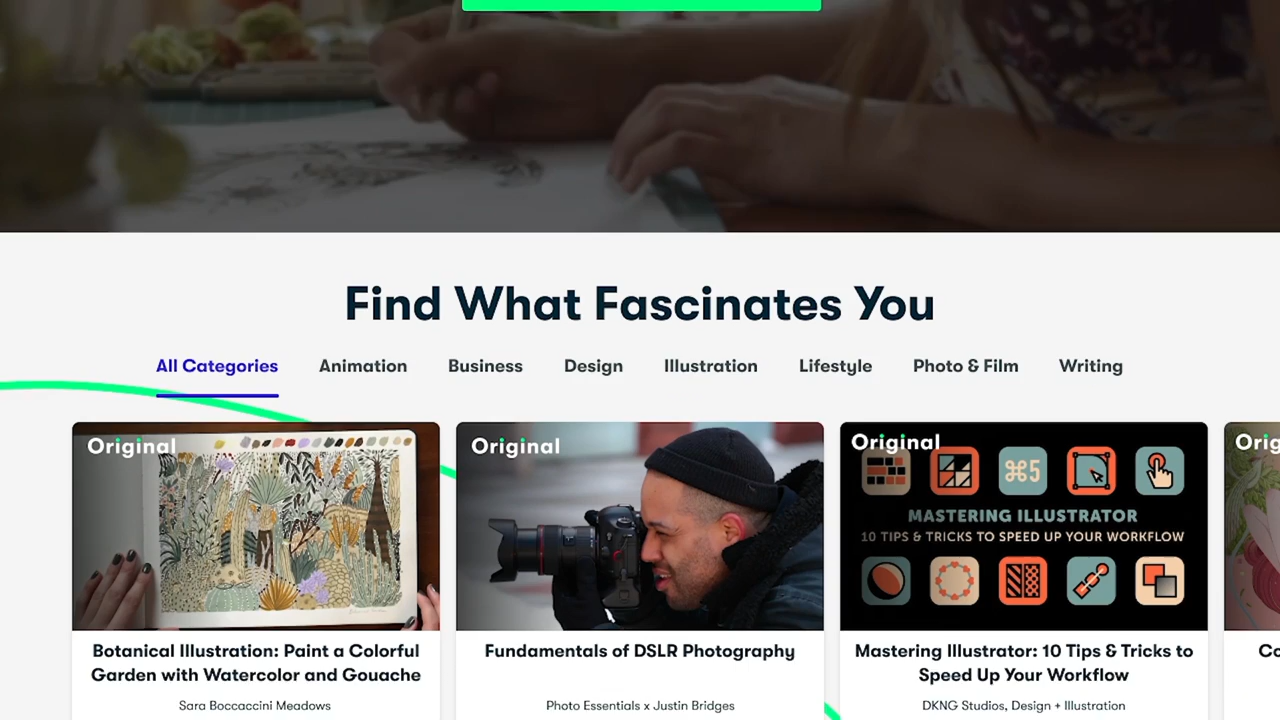 Find What Fascinates You
All Categories Animation Business Design Illustration Lifestyle Photo & Film Writing
Original
Botanical Illustration: Paint a Colorful
Garden with Watercolor and Gouache
Sara Boccaccini Meadows
Original
Fundamentals of DSLR Photography
Photo Essentials x Justin Bridges
Original
⌘5
MASTERING ILLUSTRATOR
10 TIPS & TRICKS TO SPEED UP YOUR WORKFLOW
Mastering Illustrator: 10 Tips & Tricks to
Speed Up Your Workflow
DKNG Studios, Design + Illustration
Orig
Co